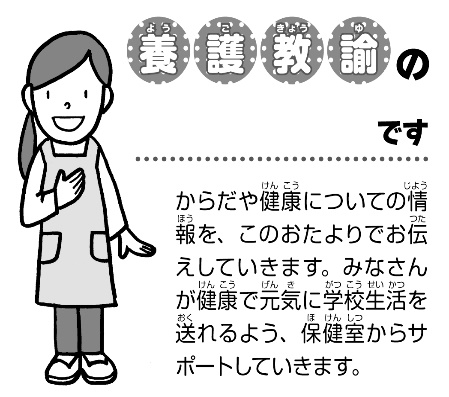 養護教諭の
です
からだや健康についての情
報を、このおたよりでお伝
えしていきます。みなさん
が健康で元気に学校生活を
送れるよう、保健室からサ
ポートしていきます。